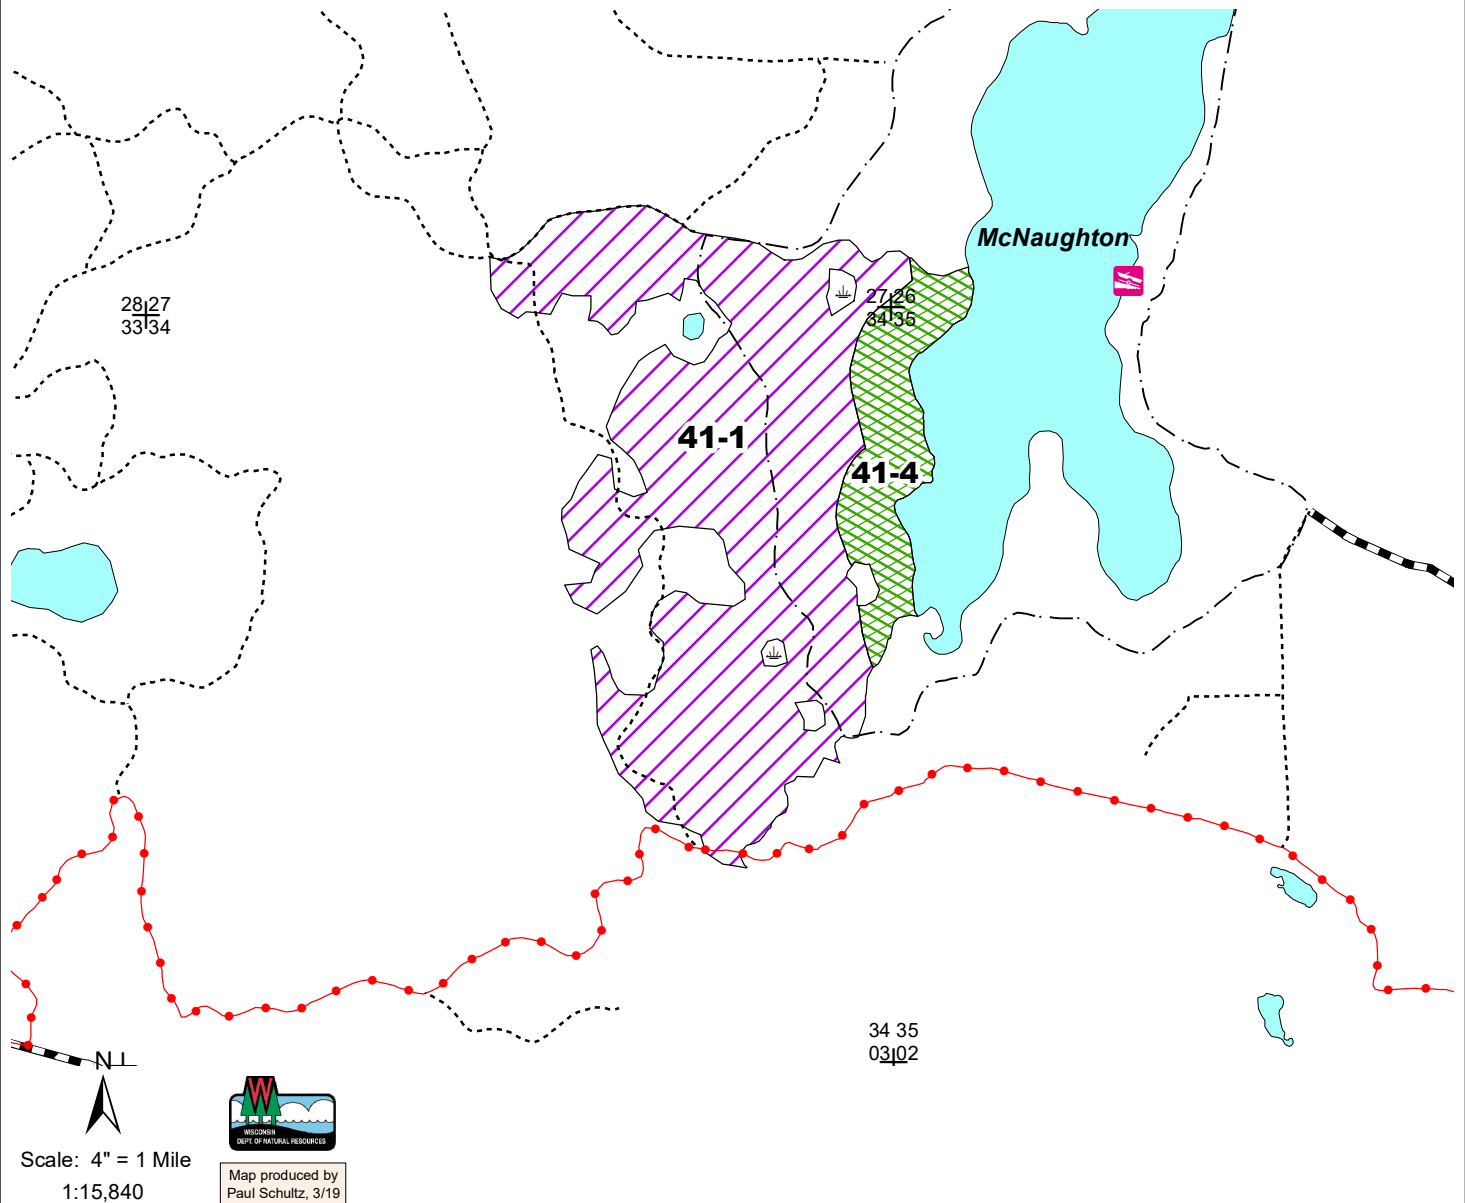 McNaughton
28 27
33 34
27 26
34 35
41-1
41-4
34 35
03 02
N
WISCONSIN
DEPT. OF NATURAL RESOURCES
Scale: 4" = 1 Mile
1:15,840
Map produced by
Paul Schultz, 3/19